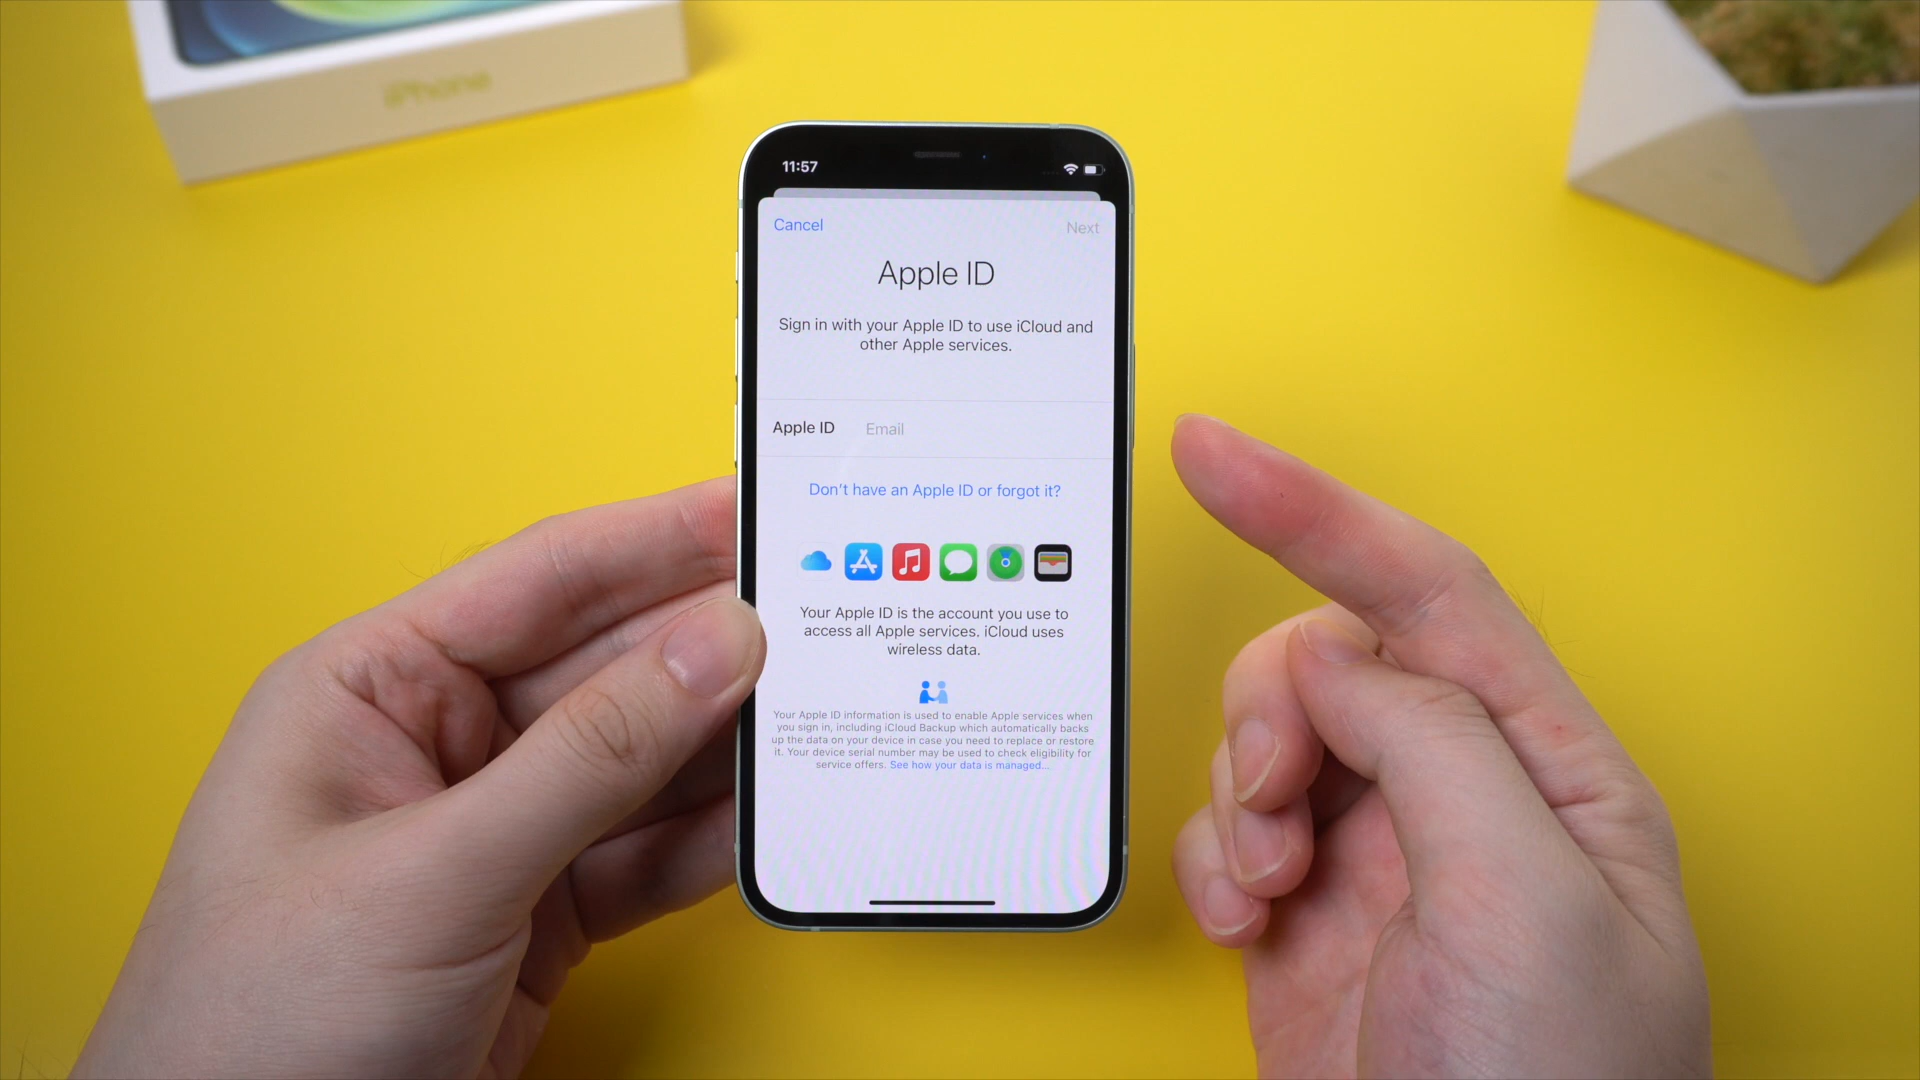 iPhone
11:57
Cancel
Next
Apple ID
Sign in with your Apple ID to use iCloud and
other Apple services.
Apple ID
Email
Don't have an Apple ID or forgot it?
Your Apple ID is the account you use to
access all Apple services. iCloud uses
wireless data.
Your Apple ID information is used to enable Apple services when
you sign in, including iCloud Backup which automatically backs
up the data on your device in case you need to replace or restore
it. Your device serial number may be used to check eligibility for
service offers. See how your data is managed...